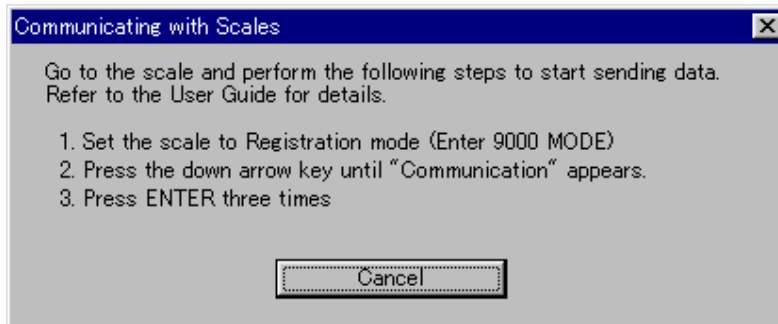 Communicating with Scales
Go to the scale and perform the following steps to start sending data.
Refer to the User Guide for details.
1. Set the scale to Registration mode (Enter 9000 MODE)
2. Press the down arrow key until "Communication" appears.
3. Press ENTER three times
Cancel